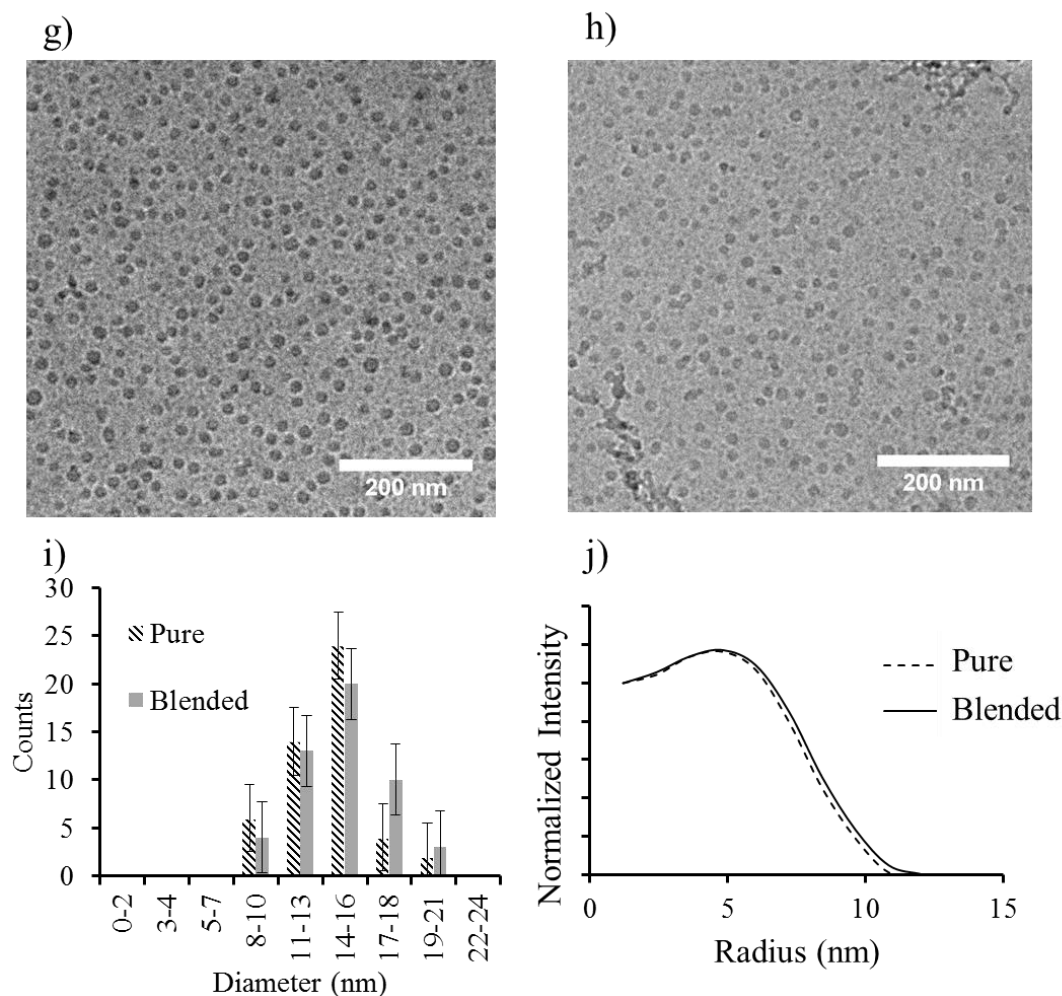 g)
h)
200 nm
200 nm
i)
30
25
20
15
10
5
0
Counts
Pure
Blended
0-2
3-4
5-7
8-10
11-13
14-16
17-18
19-21
22-24
Diameter (nm)
j)
Normalized Intensity
Pure
Blended
0
5
10
15
Radius (nm)